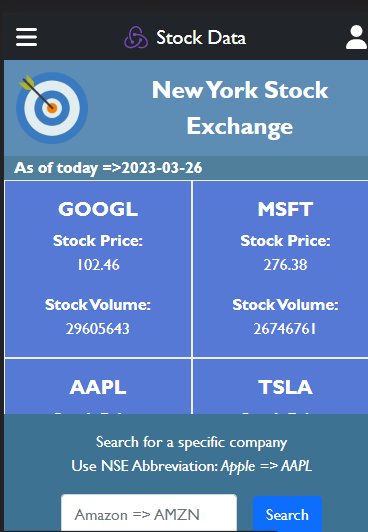 Stock Data
New York Stock
Exchange
As of today =>2023-03-26
GOOGL
Stock Price:
102.46
Stock Volume:
29605643
MSFT
Stock Price:
276.38
Stock Volume:
26746761
AAPL
TSLA
Search for a specific company
Use NSE Abbreviation: Apple => AAPL
Amazon => AMZN
Search